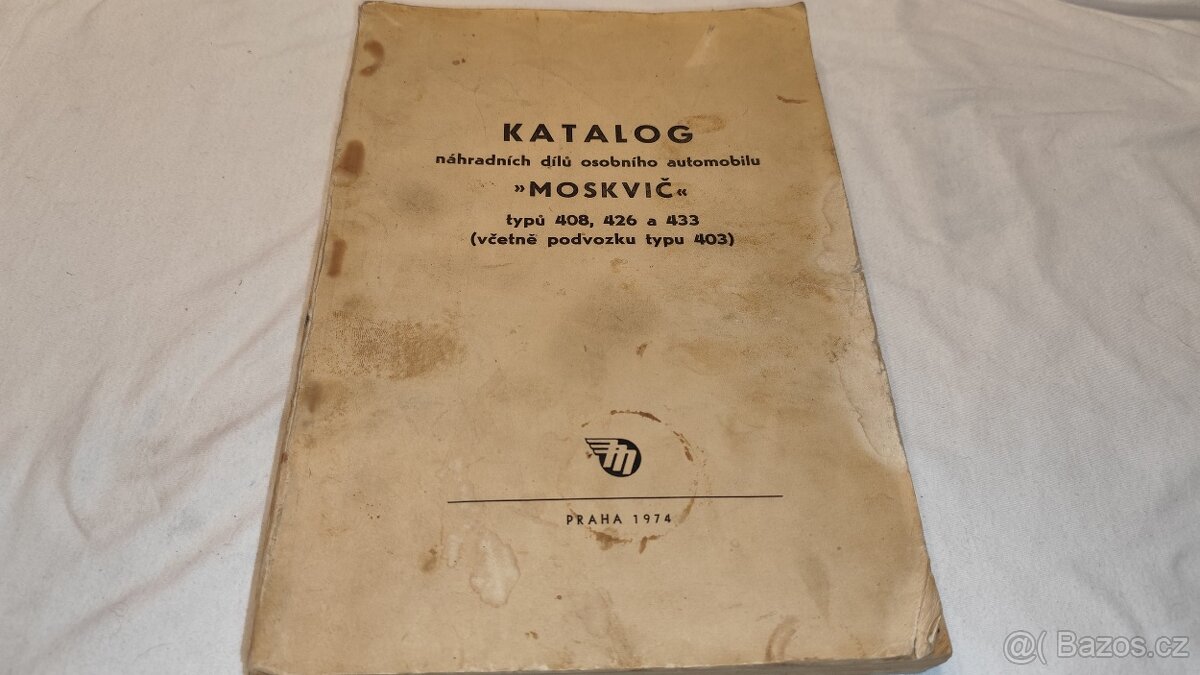 KATALOG
náhradních dílů osobního automobilu
»MOSKVIČ«
typů 408, 426 a 433
(včetně podvozku typu 403)
m
PRAHA 1974
@( Bazos.cz